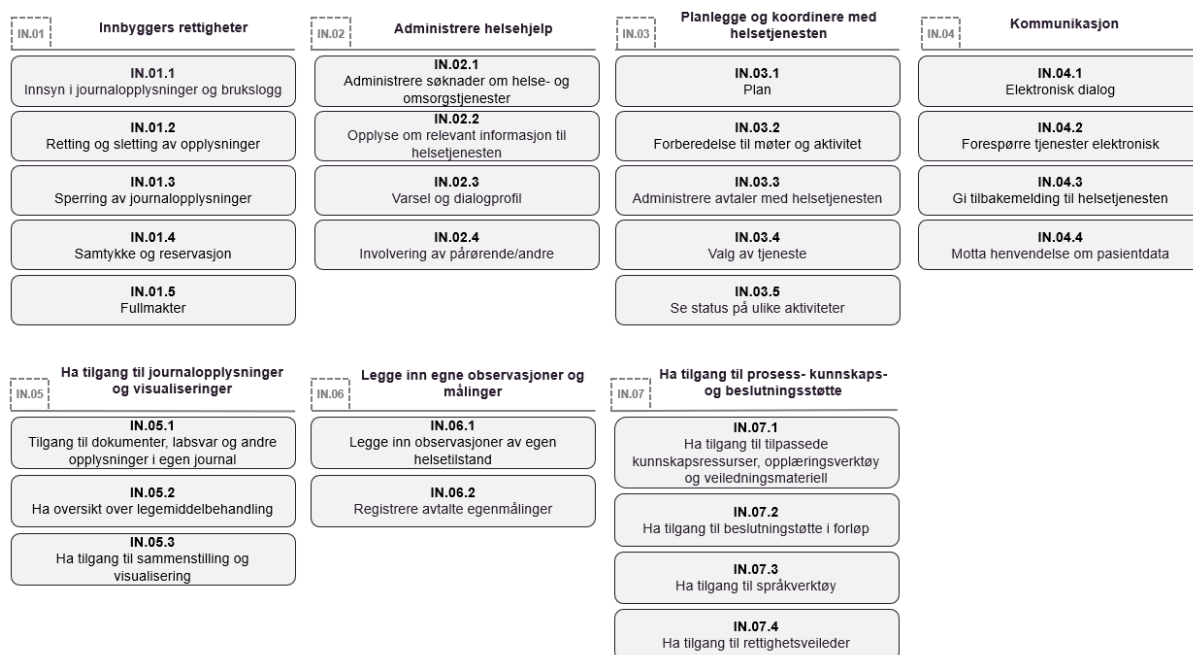 IN.01
Innbyggers rettigheter
IN.01.1
Innsyn i journalopplysninger og brukslogg
IN.01.2
Retting og sletting av opplysninger
IN.01.3
Sperring av journalopplysninger
IN.01.4
Samtykke og reservasjon
IN.01.5
Fullmakter
IN.02
Administrere helsehjelp
IN.02.1
Administrere søknader om helse- og
omsorgstjenester
IN.02.2
Opplyse om relevant informasjon til
helsetjenesten
IN.02.3
Varsel og dialogprofil
IN.02.4
Involvering av pårørende/andre
IN.03
Planlegge og koordinere med
helsetjenesten
IN.03.1
Plan
IN.03.2
Forberedelse til møter og aktivitet
IN.03.3
Administrere avtaler med helsetjenesten
IN.03.4
Valg av tjeneste
IN.03.5
Se status på ulike aktiviteter
IN.04
Kommunikasjon
IN.04.1
Elektronisk dialog
IN.04.2
Forespørre tjenester elektronisk
IN.04.3
Gi tilbakemelding til helsetjenesten
IN.04.4
Motta henvendelse om pasientdata
IN.05
Ha tilgang til journalopplysninger
og visualiseringer
IN.05.1
Tilgang til dokumenter, labsvar og andre
opplysninger i egen journal
IN.05.2
Ha oversikt over legemiddelbehandling
IN.05.3
Ha tilgang til sammenstilling og
visualisering
IN.06
Legge inn egne observasjoner og
målinger
IN.06.1
Legge inn observasjoner av egen
helsetilstand
IN.06.2
Registrere avtalte egenmålinger
IN.07
Ha tilgang til prosess- kunnskaps-
og beslutningsstøtte
IN.07.1
Ha tilgang til tilpassede
kunnskapsressurser, opplæringsverktøy
og veiledningsmateriell
IN.07.2
Ha tilgang til beslutningstøtte i forløp
IN.07.3
Ha tilgang til språkverktøy
IN.07.4
Ha tilgang til rettighetsveileder